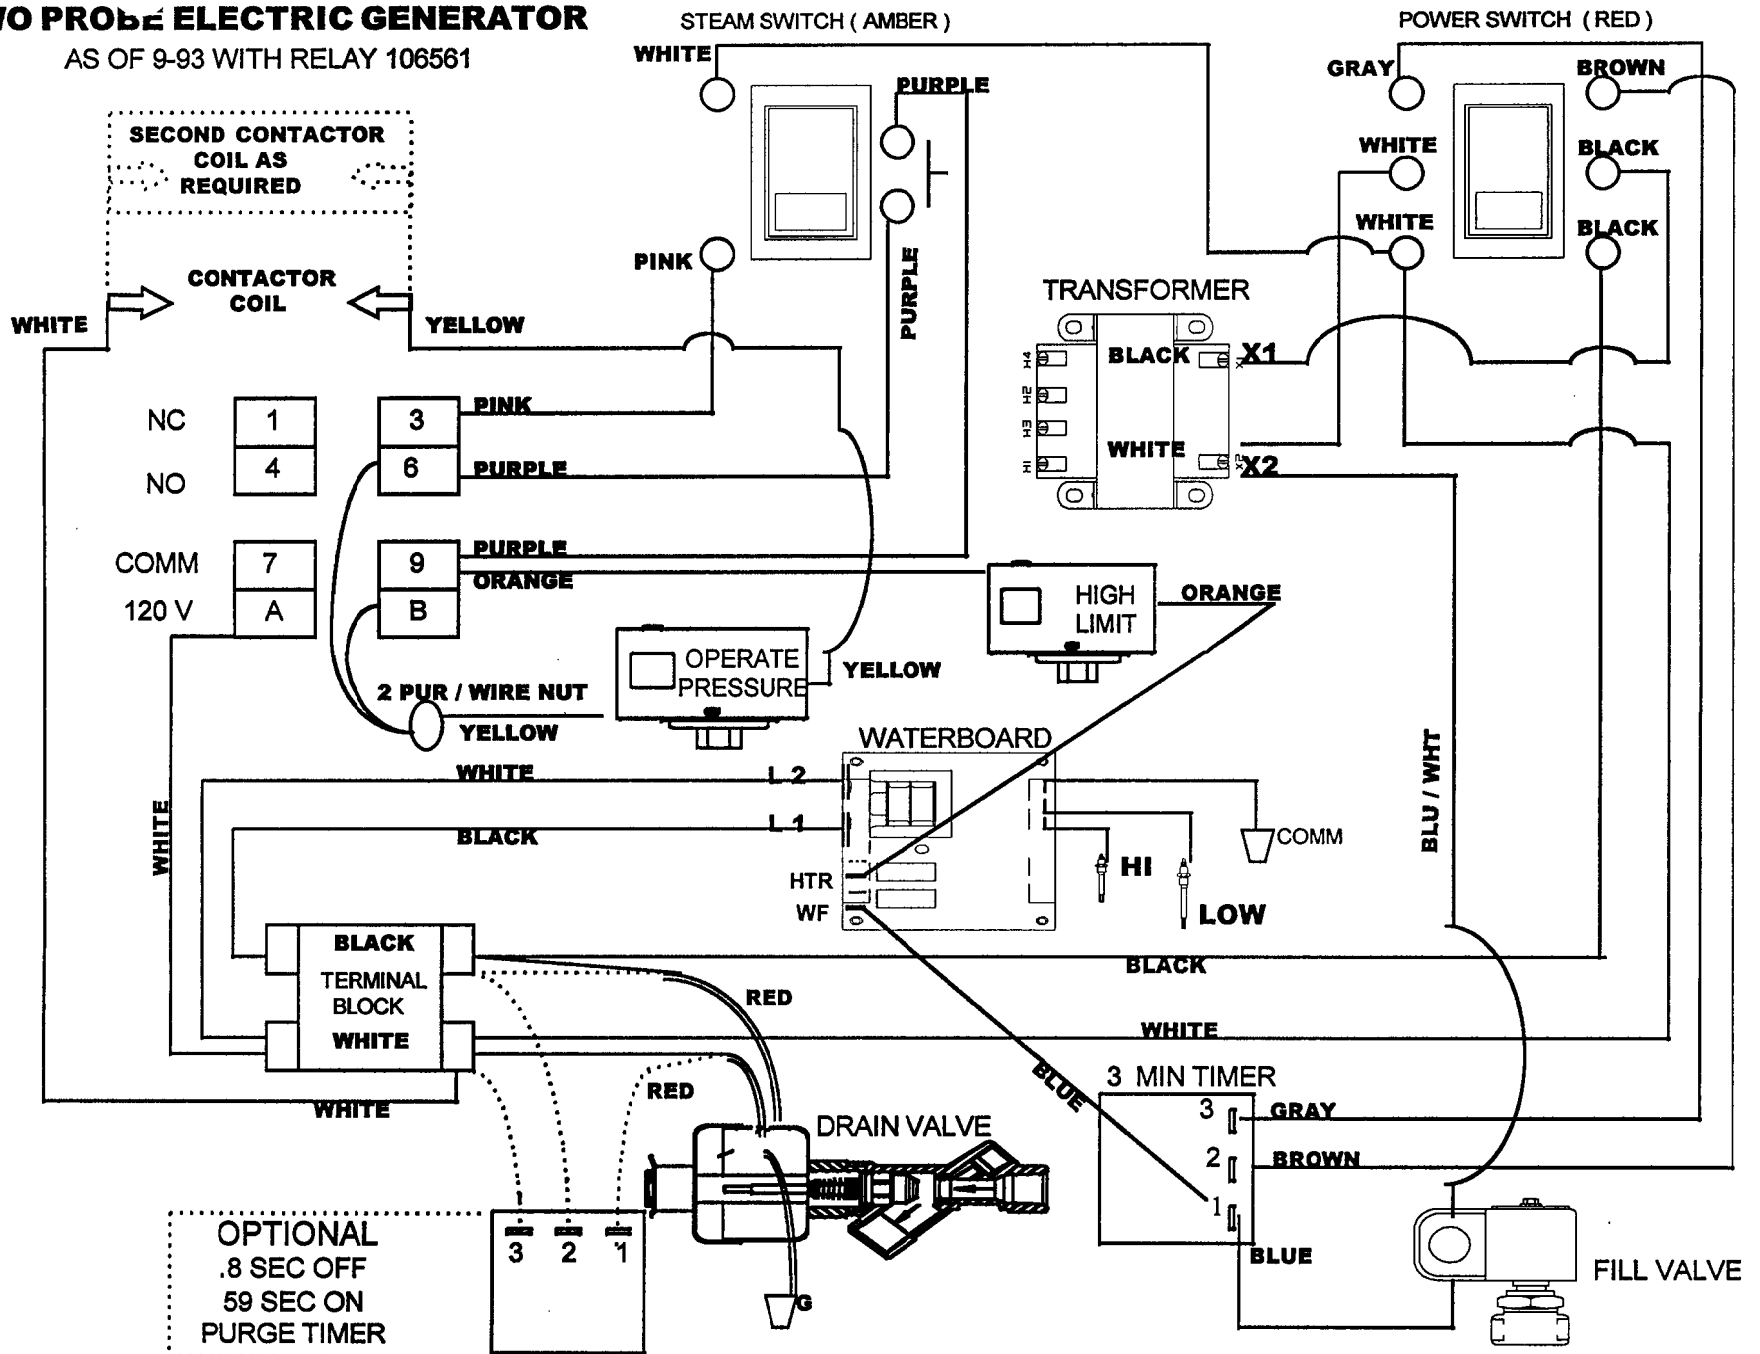 O PROBE ELECTRIC GENERATOR
AS OF 9-93 WITH RELAY 106561
STEAM SWITCH ( AMBER )
POWER SWITCH ( RED )
WHITE
PURPLE
PINK
PURPLE
GRAY
BROWN
WHITE
BLACK
WHITE
BLACK
SECOND CONTACTOR
COIL AS
REQUIRED
CONTACTOR
COIL
WHITE
YELLOW
TRANSFORMER
H4
H2
H3
H1
BLACK
X1
WHITE
X2
NC
1
3
PINK
NO
4
6
PURPLE
COMM
7
9
PURPLE
ORANGE
120 V
A
B
HIGH
LIMIT
ORANGE
OPERATE
PRESSURE
YELLOW
2 PUR / WIRE NUT
YELLOW
WATERBOARD
WHITE
L 2
BLACK
L 1
HTR
WF
HI
LOW
COMM
BLU / WHT
WHITE
BLACK
TERMINAL
BLOCK
WHITE
BLACK
WHITE
RED
RED
WHITE
BLUE
3 MIN TIMER
3
GRAY
2
BROWN
1
BLUE
DRAIN VALVE
G
FILL VALVE
OPTIONAL
.8 SEC OFF
59 SEC ON
PURGE TIMER
3
2
1